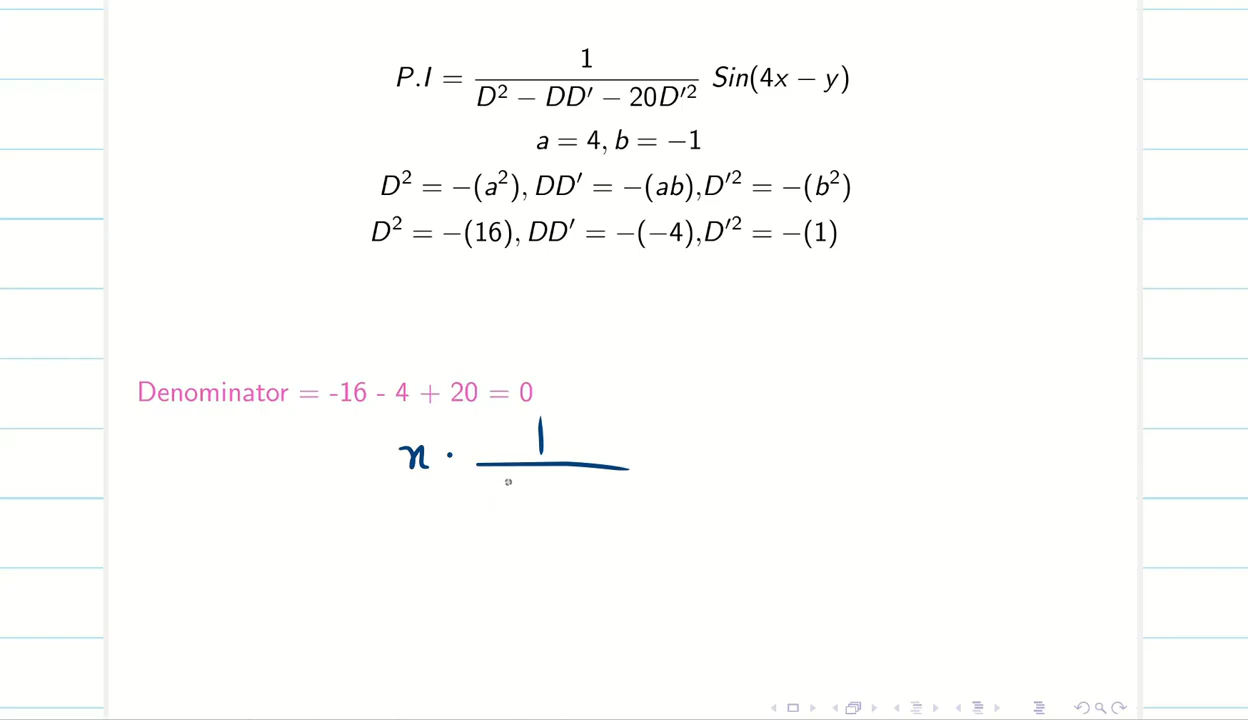 P.I = 1 / (D² − DD′ − 20D′²) Sin(4x − y)
a = 4, b = −1
D² = −(a²), DD′ = −(ab),D′² = −(b²)
D² = −(16), DD′ = −(−4),D′² = −(1)
Denominator = -16 - 4 + 20 = 0
x · 1 /